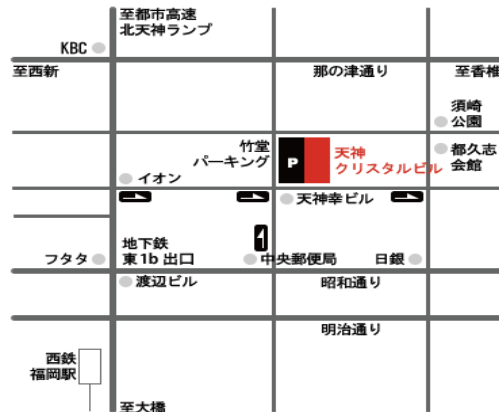 至都市高速
北天神ランプ
KBC
至西新
那の津通り
至香椎
須崎
公園
竹堂
パーキング
P
天神
クリスタルビル
都久志
会館
イオン
天神幸ビル
地下鉄
東1b 出口
フタタ
中央郵便局
日銀
渡辺ビル
昭和通り
明治通り
西鉄
福岡駅
至大橋